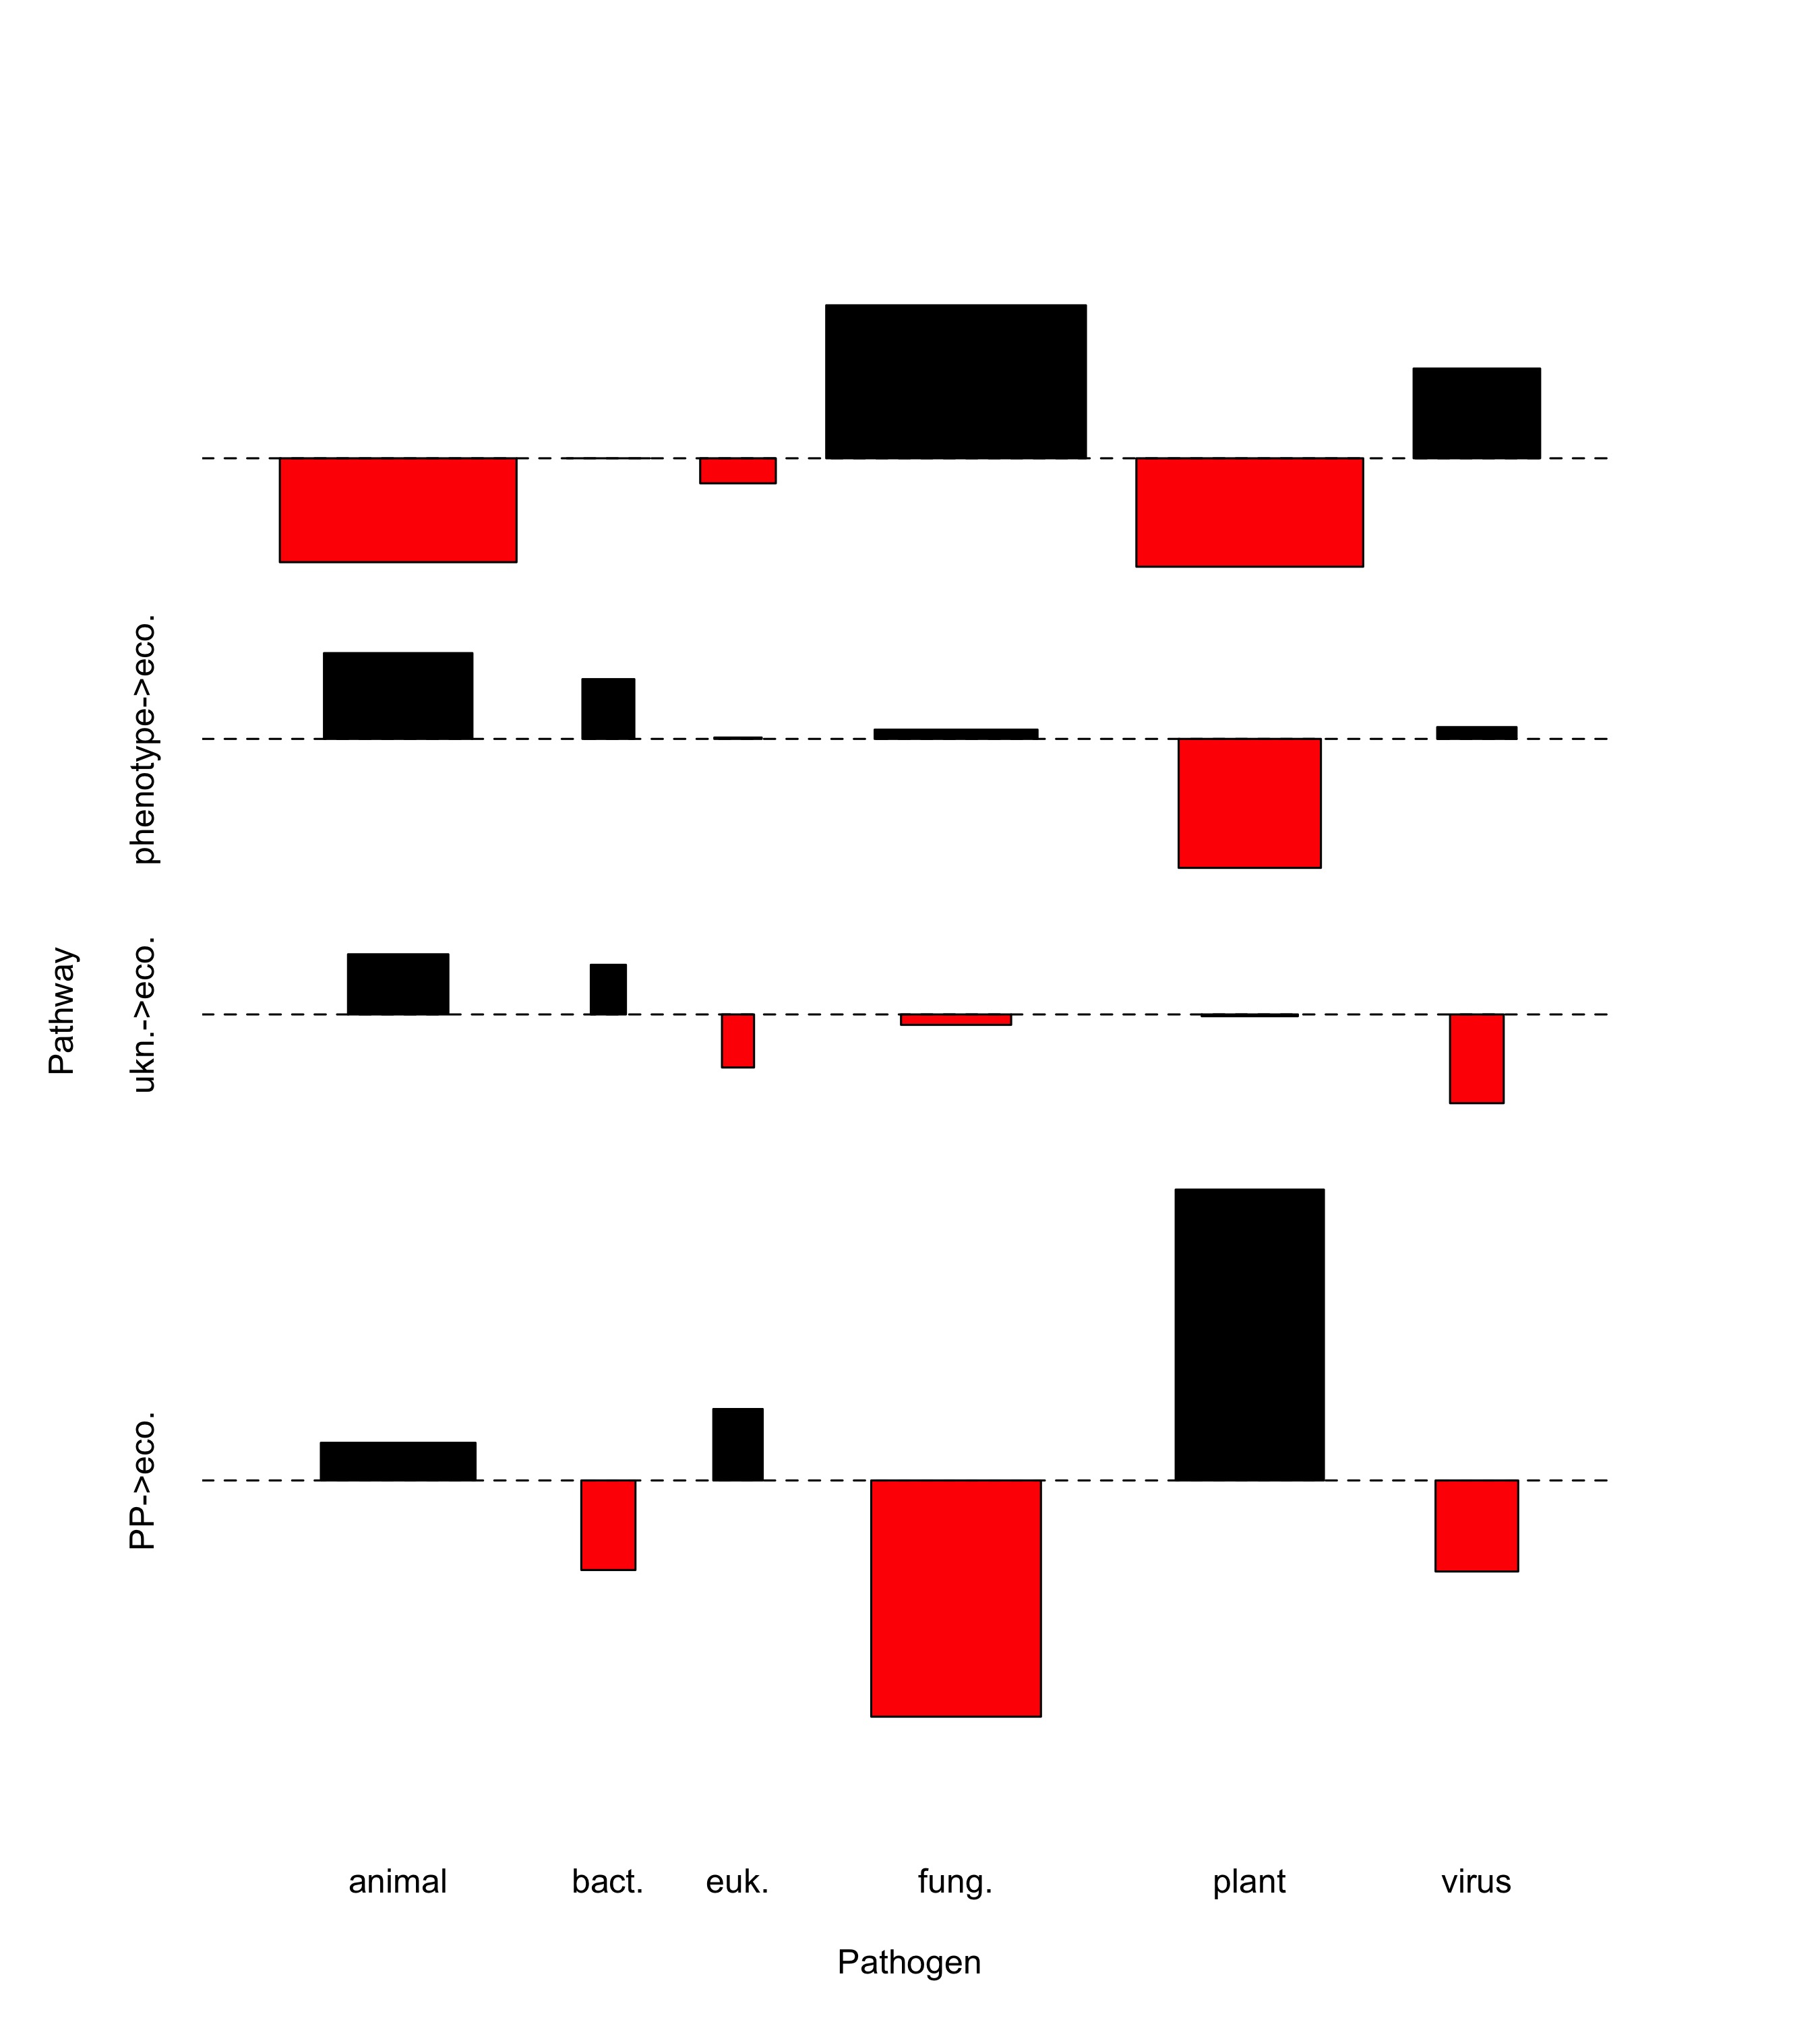 Pathway
phenotype->eco.
ukn.->eco.
PP->eco.
animal bact. euk. fung. plant virus
Pathogen